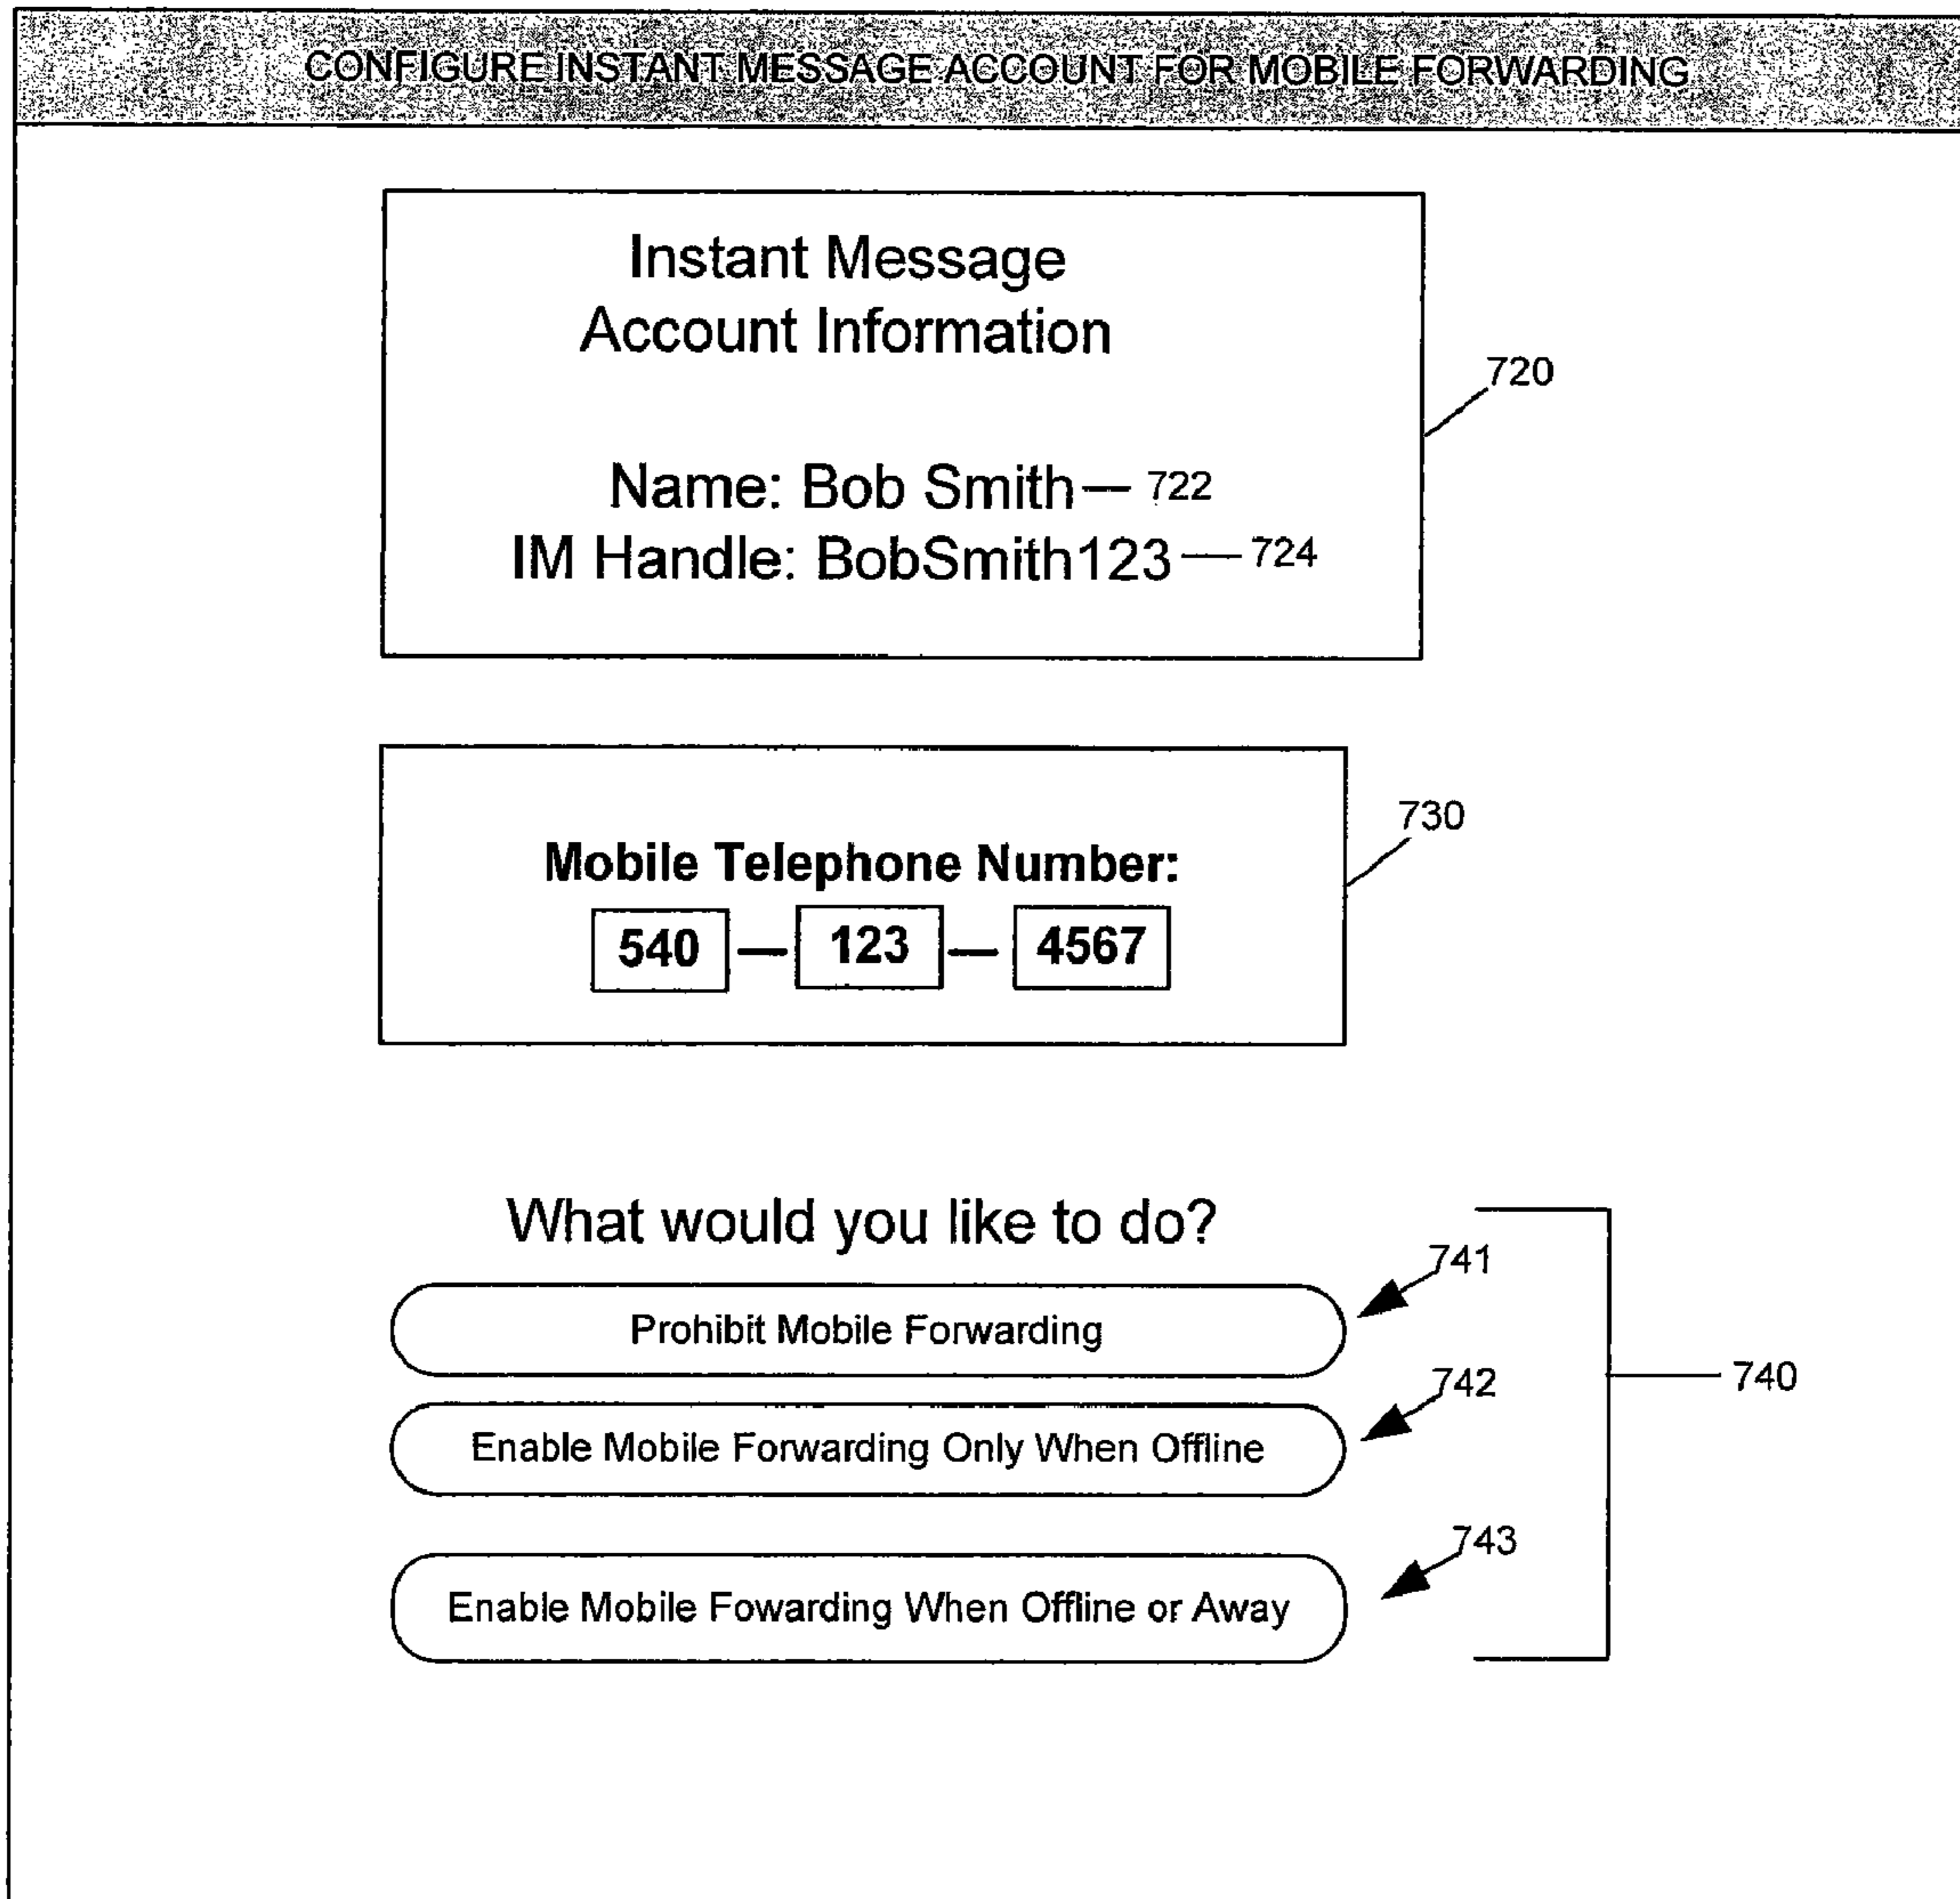 CONFIGURE INSTANT MESSAGE ACCOUNT FOR MOBILE FORWARDING
Instant Message
Account Information
720
Name: Bob Smith — 722
IM Handle: BobSmith123 — 724
730
Mobile Telephone Number:
540 — 123 — 4567
What would you like to do?
741
Prohibit Mobile Forwarding
742
740
Enable Mobile Forwarding Only When Offline
743
Enable Mobile Fowarding When Offline or Away